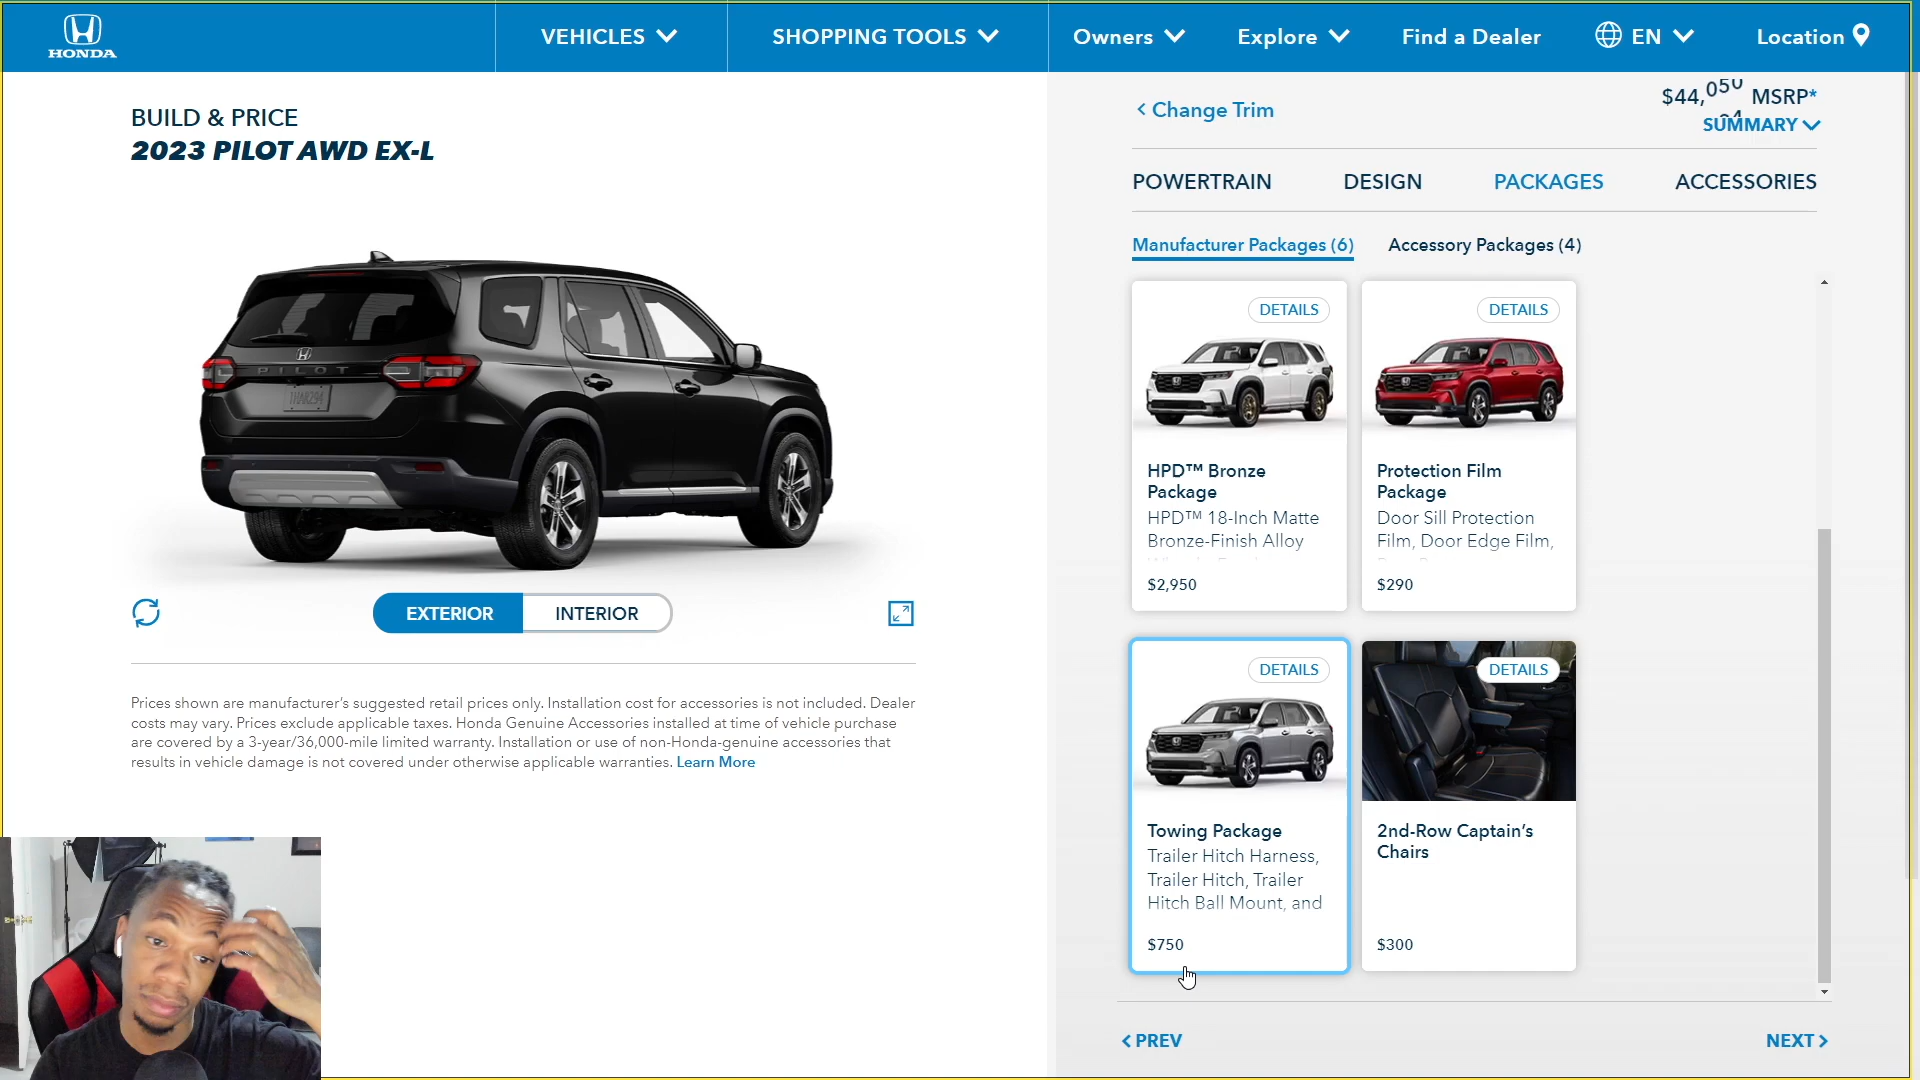 HONDA
VEHICLES
SHOPPING TOOLS
Owners
Explore
Find a Dealer
EN
Location
BUILD & PRICE
2023 PILOT AWD EX-L
PILOT
EXTERIOR
INTERIOR
Prices shown are manufacturer's suggested retail prices only. Installation cost for accessories is not included. Dealer
costs may vary. Prices exclude applicable taxes. Honda Genuine Accessories installed at time of vehicle purchase
are covered by a 3-year/36,000-mile limited warranty. Installation or use of non-Honda-genuine accessories that
results in vehicle damage is not covered under otherwise applicable warranties. Learn More
< Change Trim
$44,050 MSRP*
SUMMARY
POWERTRAIN
DESIGN
PACKAGES
ACCESSORIES
Manufacturer Packages (6)
Accessory Packages (4)
DETAILS
HPD™ Bronze
Package
HPD™ 18-Inch Matte
Bronze-Finish Alloy
$2,950
DETAILS
Protection Film
Package
Door Sill Protection
Film, Door Edge Film,
$290
DETAILS
Towing Package
Trailer Hitch Harness,
Trailer Hitch, Trailer
Hitch Ball Mount, and
$750
DETAILS
2nd-Row Captain's
Chairs
$300
< PREV
NEXT >